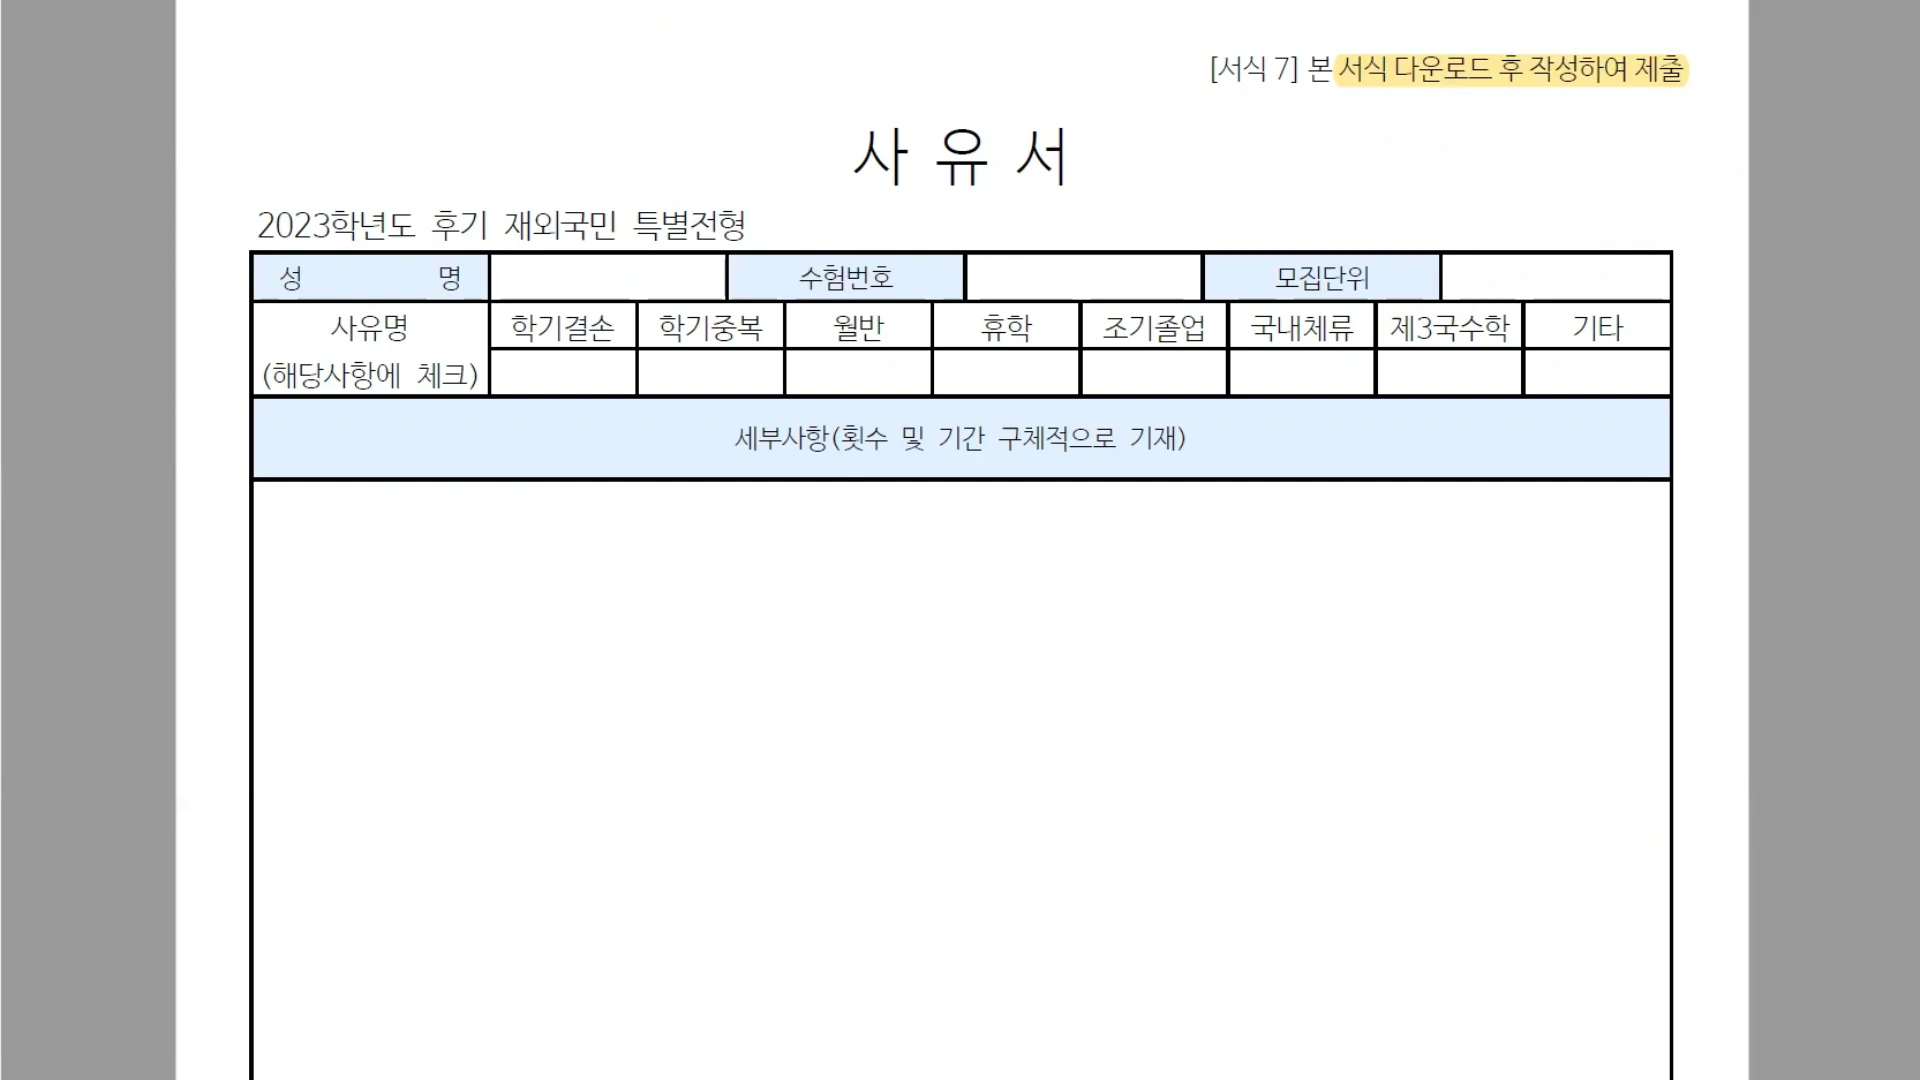 [서식 7] 본 서식 다운로드 후 작성하여 제출
사 유 서
2023학년도 후기 재외국민 특별전형
성 명 수험번호 모집단위
사유명 학기결손 학기중복 월반 휴학 조기졸업 국내체류 제3국수학 기타
(해당사항에 체크)
세부사항(횟수 및 기간 구체적으로 기재)